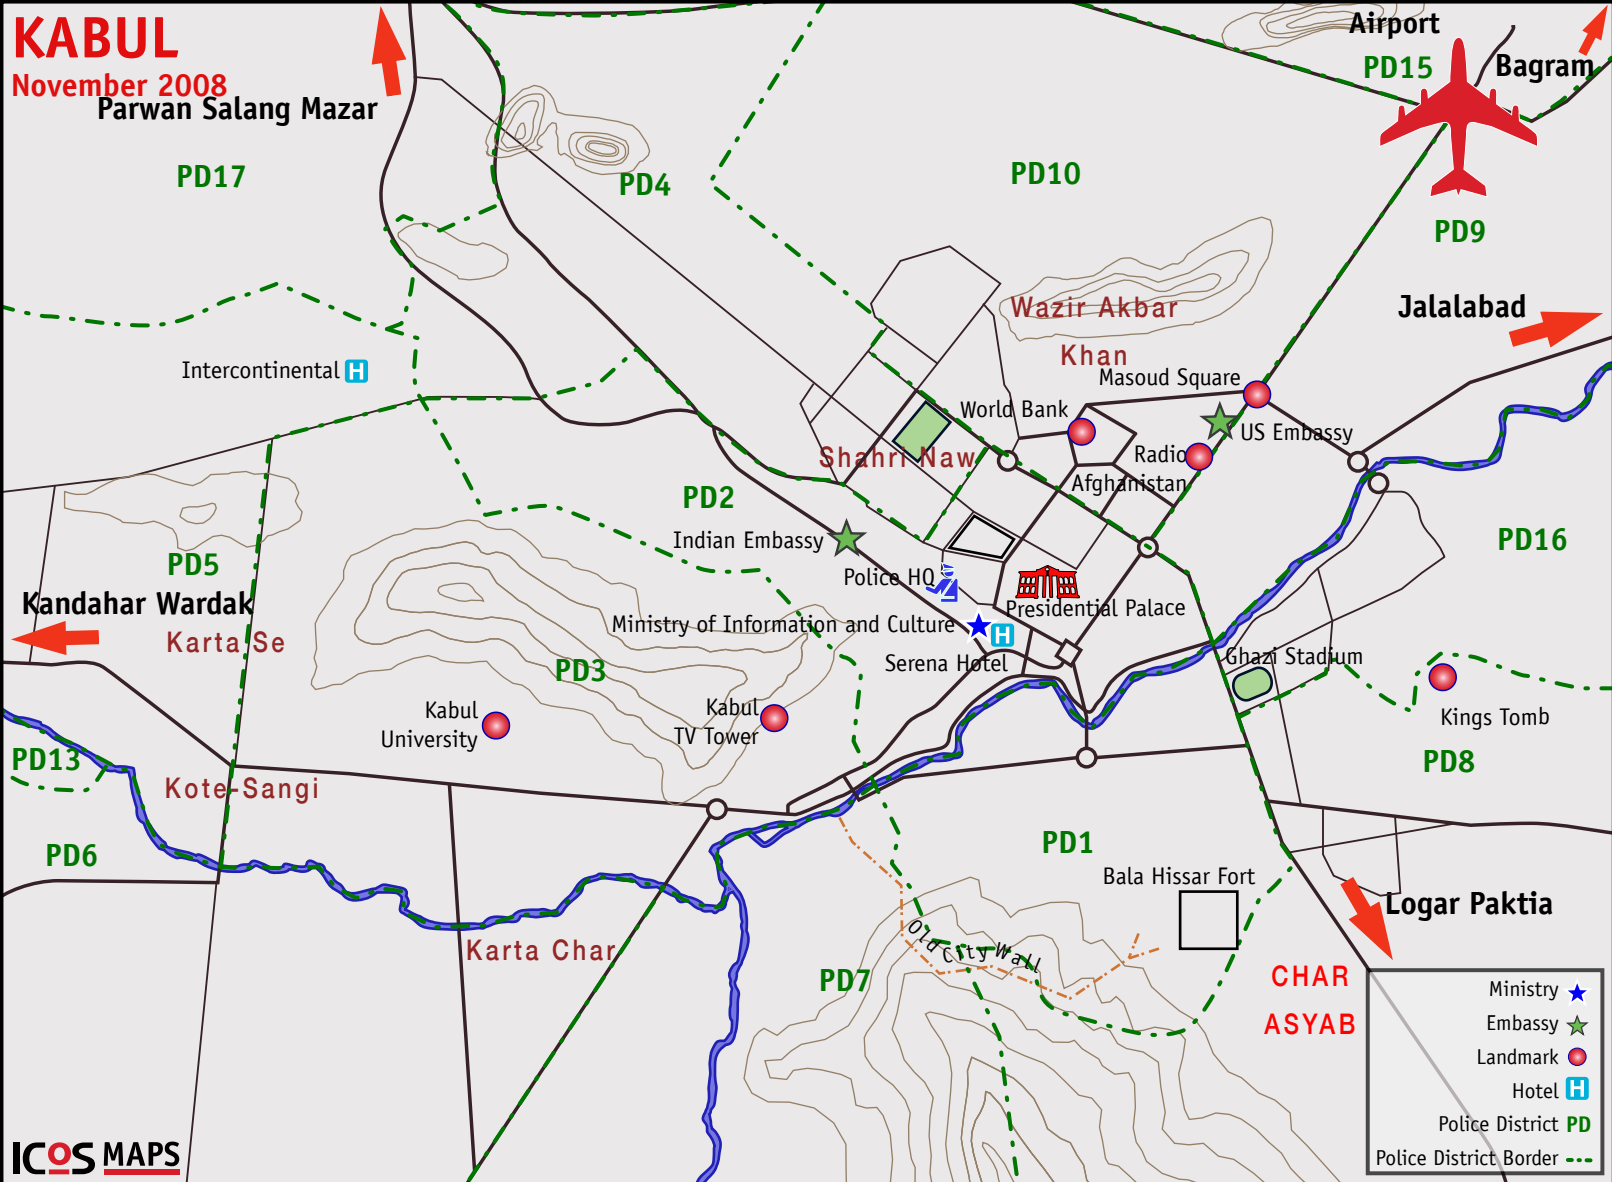 KABUL
November 2008
Parwan Salang Mazar
Airport
PD15
Bagram
PD17
PD4
PD10
PD9
Jalalabad
Wazir Akbar
Khan
Intercontinental H
Masoud Square
World Bank
US Embassy
Radio
Afghanistan
Shahri Naw
PD2
Indian Embassy
PD16
PD5
Police HQ
Kandahar Wardak
Presidential Palace
Ministry of Information and Culture
H
Karta Se
Serena Hotel
Ghazi Stadium
PD3
Kabul
University
Kabul
TV Tower
Kings Tomb
PD13
PD8
Kote-Sangi
PD6
PD1
Bala Hissar Fort
Logar Paktia
Karta Char
Old City Wall
PD7
CHAR
ASYAB
Ministry
Embassy
Landmark
Hotel H
Police District PD
Police District Border
ICOS MAPS